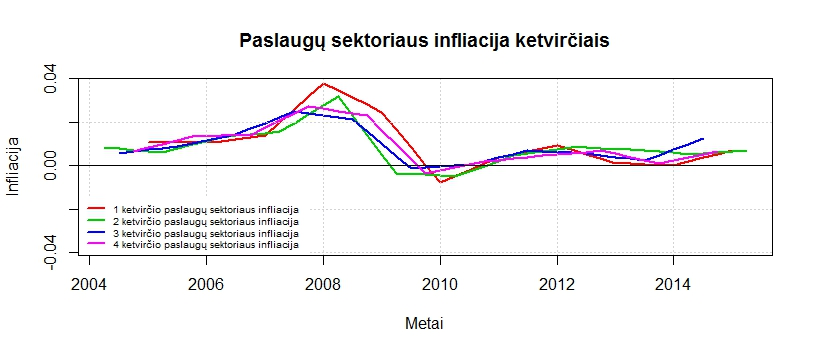 Paslaugų sektoriaus infliacija ketvirčiais
Infliacija
0.04
0.00
-0.04
1 ketvirčio paslaugų sektoriaus infliacija
2 ketvirčio paslaugų sektoriaus infliacija
3 ketvirčio paslaugų sektoriaus infliacija
4 ketvirčio paslaugų sektoriaus infliacija
2004 2006 2008 2010 2012 2014
Metai